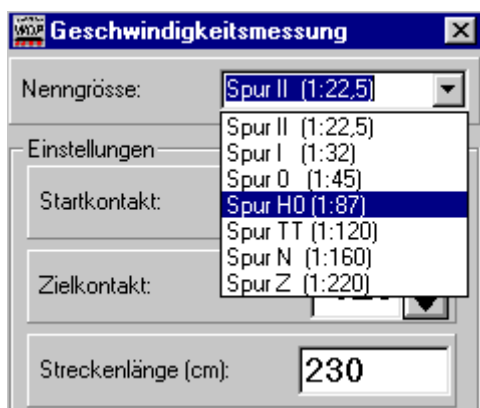 Geschwindigkeitsmessung
Nenngrösse: Spur II (1:22,5)
Spur II (1:22,5)
Spur I (1:32)
Spur 0 (1:45)
Spur H0 (1:87)
Spur TT (1:120)
Spur N (1:160)
Spur Z (1:220)
Einstellungen
Startkontakt:
Zielkontakt:
Streckenlänge (cm): 230